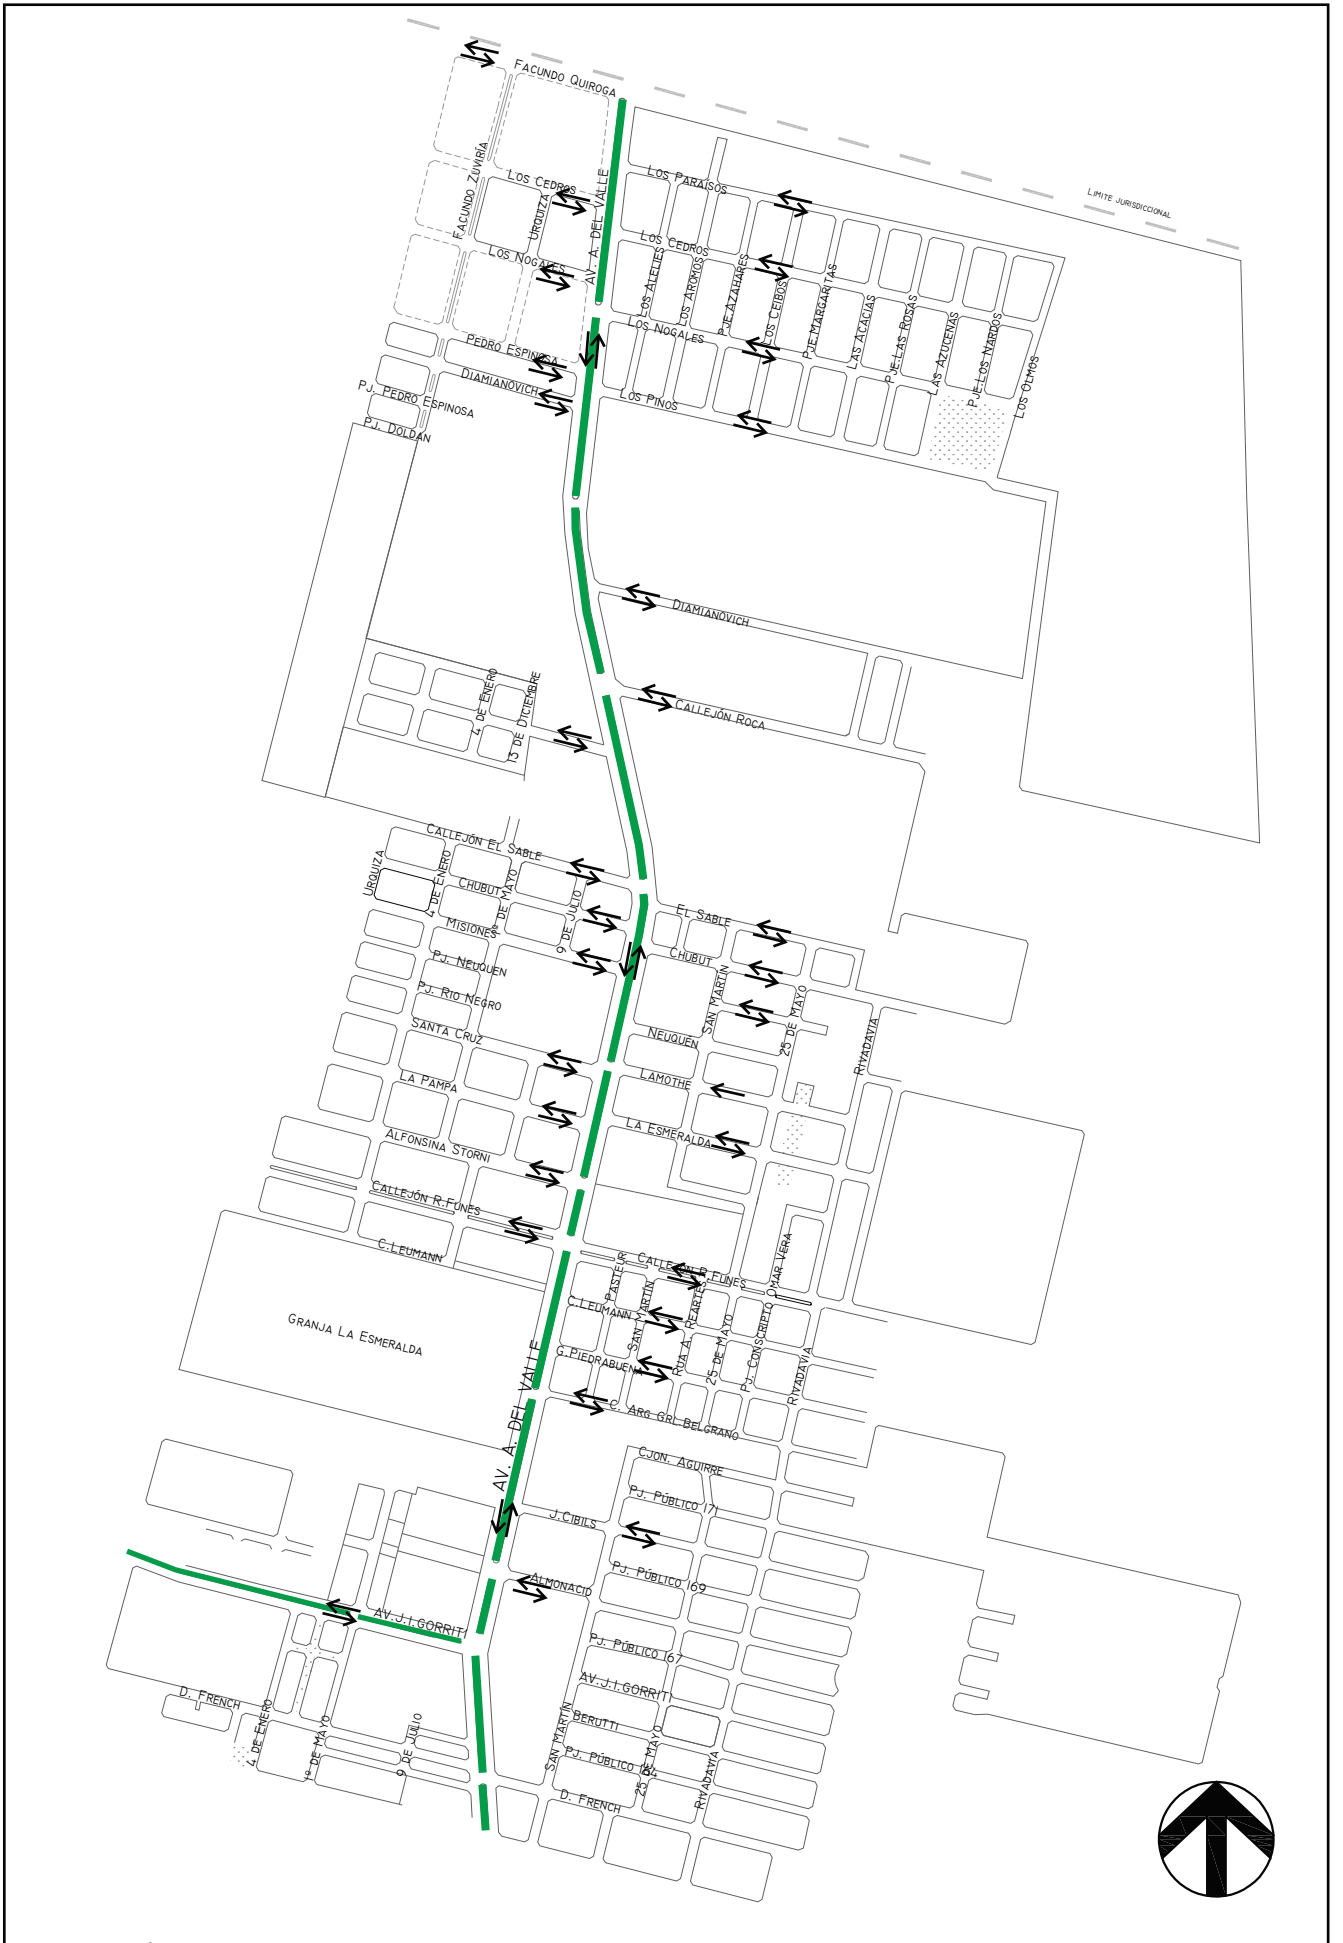 Facundo Quiroga
Limite Jurisdiccional
Facundo Zuviría
Los Cedros
Urquiza
Av. A. del Valle
Los Paraísos
Los Nogales
Los Cedros
Los Alelíes
Los Aromos
Pje. Azahares
Los Ceibos
Pje. Margaritas
Las Acacias
Pje. Las Rosas
Las Azucenas
Pje. Los Nardos
Los Olmos
Los Nogales
Pedro Espinosa
Diamianovich
Pj. Pedro Espinosa
Pj. Doldan
Los Pinos
Diamianovich
4 de Enero
13 de Diciembre
Callejón Roca
Callejón El Sable
Urquiza
4 de Enero
Chubut
1º de Mayo
9 de Julio
Misiones
Pj. Neuquen
Pj. Rio Negro
Santa Cruz
La Pampa
Alfonsina Storni
El Sable
Chubut
San Martín
25 de Mayo
Rivadavia
Neuquen
Lamothe
La Esmeralda
Callejón R.Funes
C.Leumann
Granja La Esmeralda
Callejón R.Funes
Pasteur
San Martín
Rua A. Reartes
25 de Mayo
Pj. Conscripto
Omar Vera
Rivadavia
C.Leumann
G.Piedrabuena
C. Arg Grl.Belgrano
Av. A. del Valle
Cjon. Aguirre
Pj. Público 171
J.Cibils
Pj. Público 169
Almonacid
Av.J.I.Gorriti
Pj. Público 167
Av.J.I.Gorriti
D. French
4 de Enero
1º de Mayo
9 de Julio
San Martín
Berutti
25 de Mayo
Pj. Público 164
Rivadavia
D. French